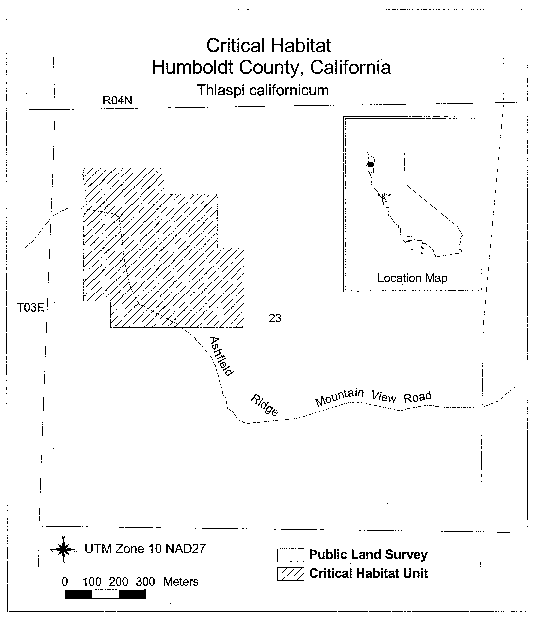 Critical Habitat
Humboldt County, California
Thlaspi californicum
R04N
Location Map
T03E
23
Ashfield
Ridge
Mountain View Road
UTM Zone 10 NAD27
0 100 200 300 Meters
Public Land Survey
Critical Habitat Unit